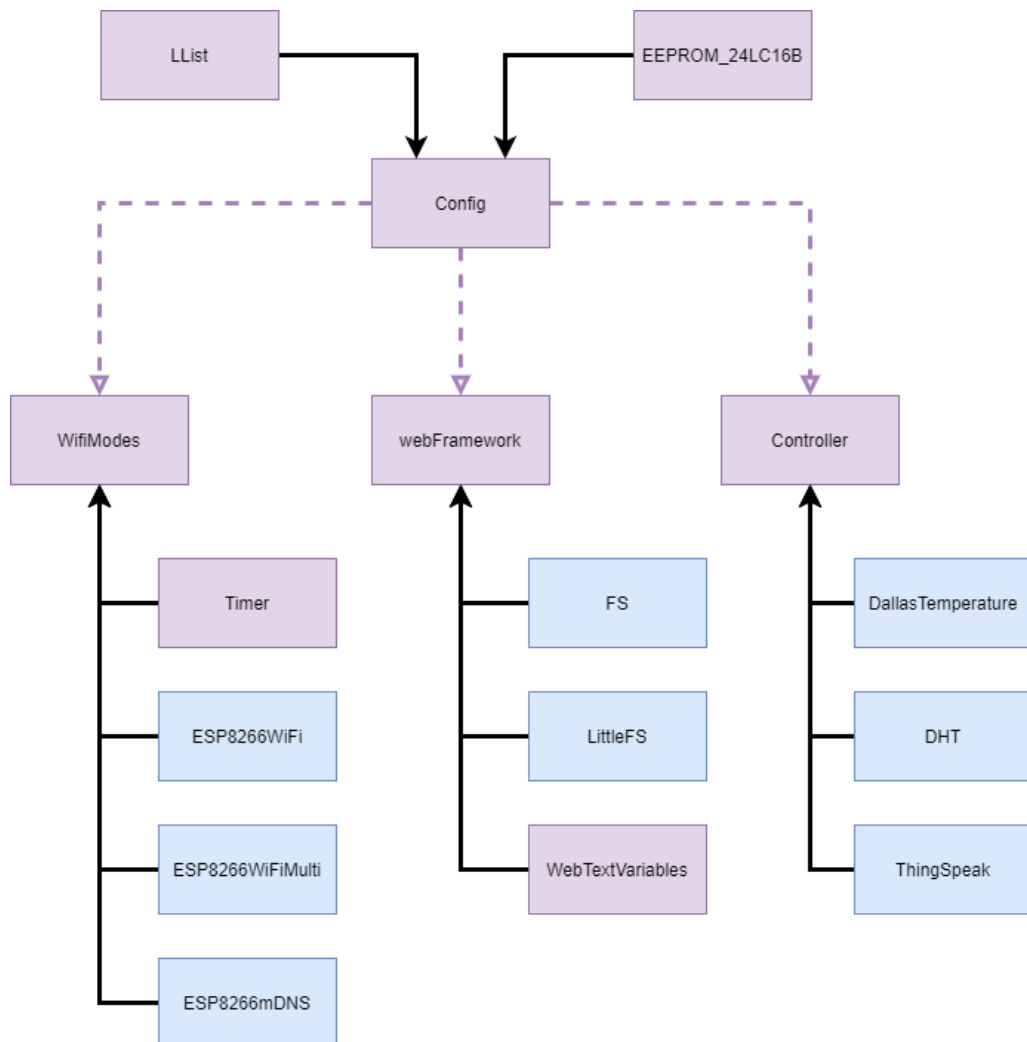 LList
EEPROM_24LC16B
Config
WifiModes
webFramework
Controller
Timer
FS
DallasTemperature
ESP8266WiFi
LittleFS
DHT
ESP8266WiFiMulti
WebTextVariables
ThingSpeak
ESP8266mDNS